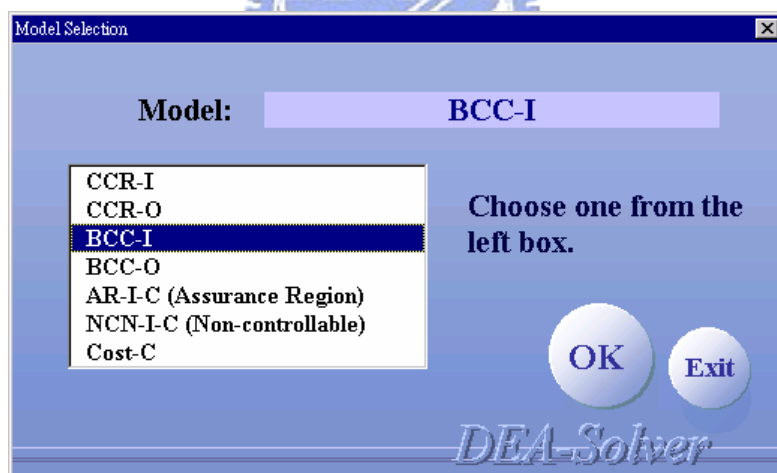 Model Selection
Model:
BCC-I
CCR-I
CCR-O
BCC-I
BCC-O
AR-I-C (Assurance Region)
NCN-I-C (Non-controllable)
Cost-C
Choose one from the
left box.
OK
Exit
DEA-Solver